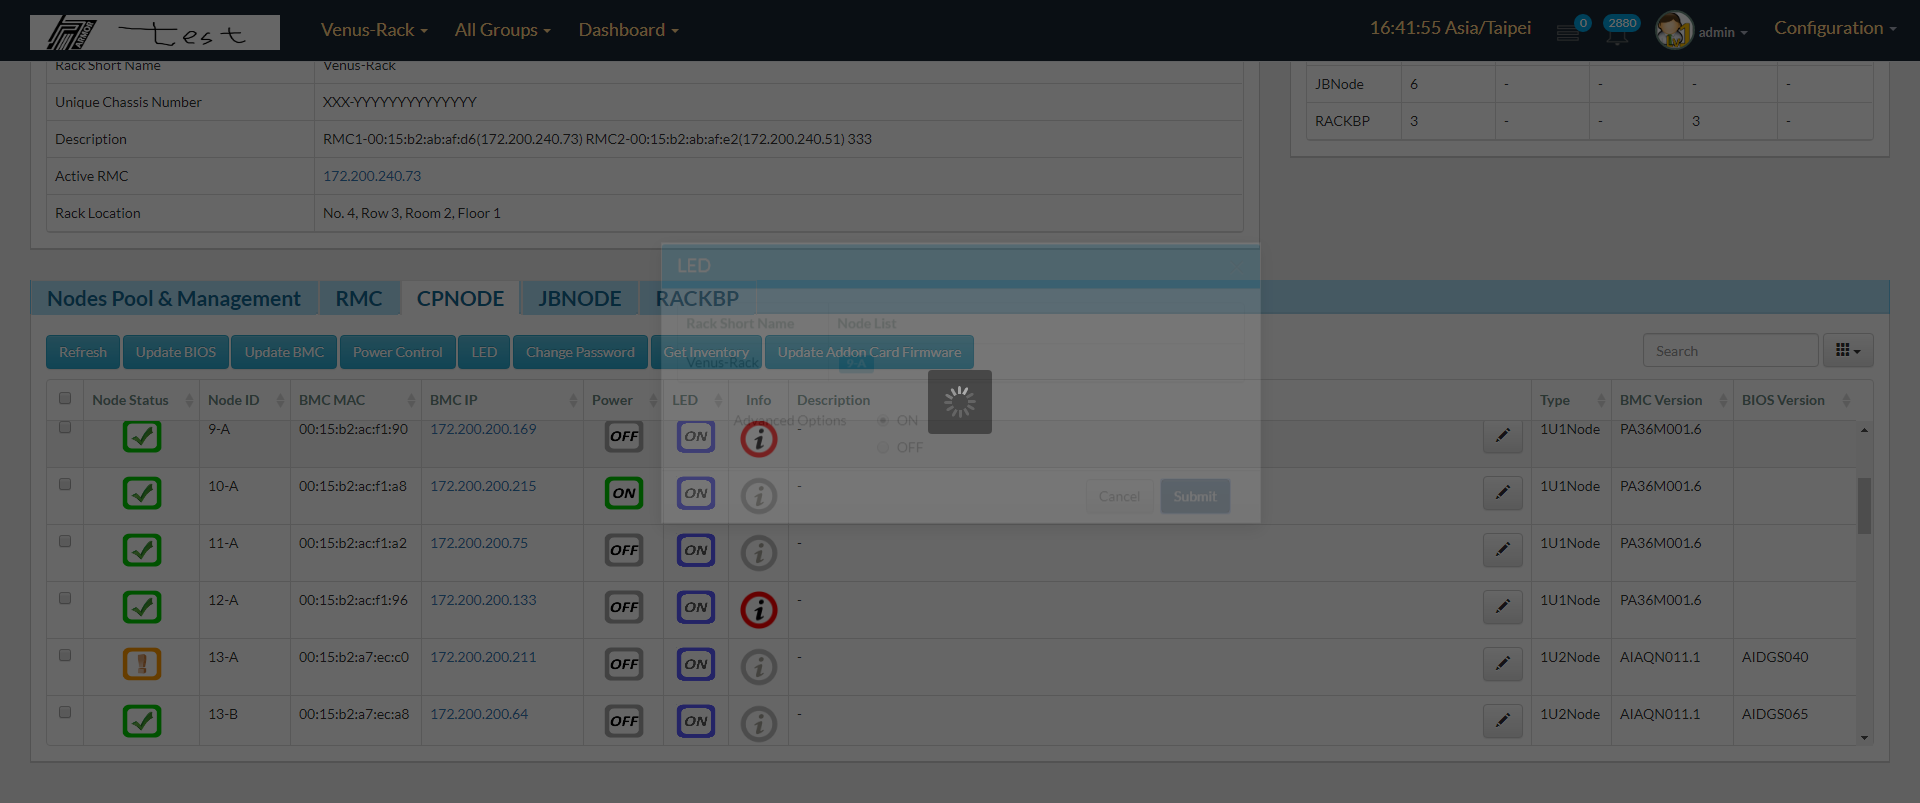 ARMOR test Venus-Rack All Groups Dashboard 16:41:55 Asia/Taipei 0 2880 admin Configuration
Rack Short Name Venus-Rack
Unique Chassis Number XXX-YYYYYYYYYYYYYYY
Description RMC1-00:15:b2:ab:af:d6(172.200.240.73) RMC2-00:15:b2:ab:af:e2(172.200.240.51) 333
Active RMC 172.200.240.73
Rack Location No. 4, Row 3, Room 2, Floor 1
JBNode 6 - - - -
RACKBP 3 - - 3 -
LED
Nodes Pool & Management RMC CPNODE JBNODE RACKBP
Rack Short Name Node List
Venus-Rack 9-A
Advanced Options ON
OFF
Cancel Submit
Refresh Update BIOS Update BMC Power Control LED Change Password Get Inventory Update Addon Card Firmware Search
Node Status Node ID BMC MAC BMC IP Power LED Info Description Type BMC Version BIOS Version
9-A 00:15:b2:ac:f1:90 172.200.200.169 OFF ON i - 1U1Node PA36M001.6
10-A 00:15:b2:ac:f1:a8 172.200.200.215 ON ON i - 1U1Node PA36M001.6
11-A 00:15:b2:ac:f1:a2 172.200.200.75 OFF ON i - 1U1Node PA36M001.6
12-A 00:15:b2:ac:f1:96 172.200.200.133 OFF ON i - 1U1Node PA36M001.6
13-A 00:15:b2:a7:ec:c0 172.200.200.211 OFF ON i - 1U2Node AIAQN011.1 AIDGS040
13-B 00:15:b2:a7:ec:a8 172.200.200.64 OFF ON i - 1U2Node AIAQN011.1 AIDGS065